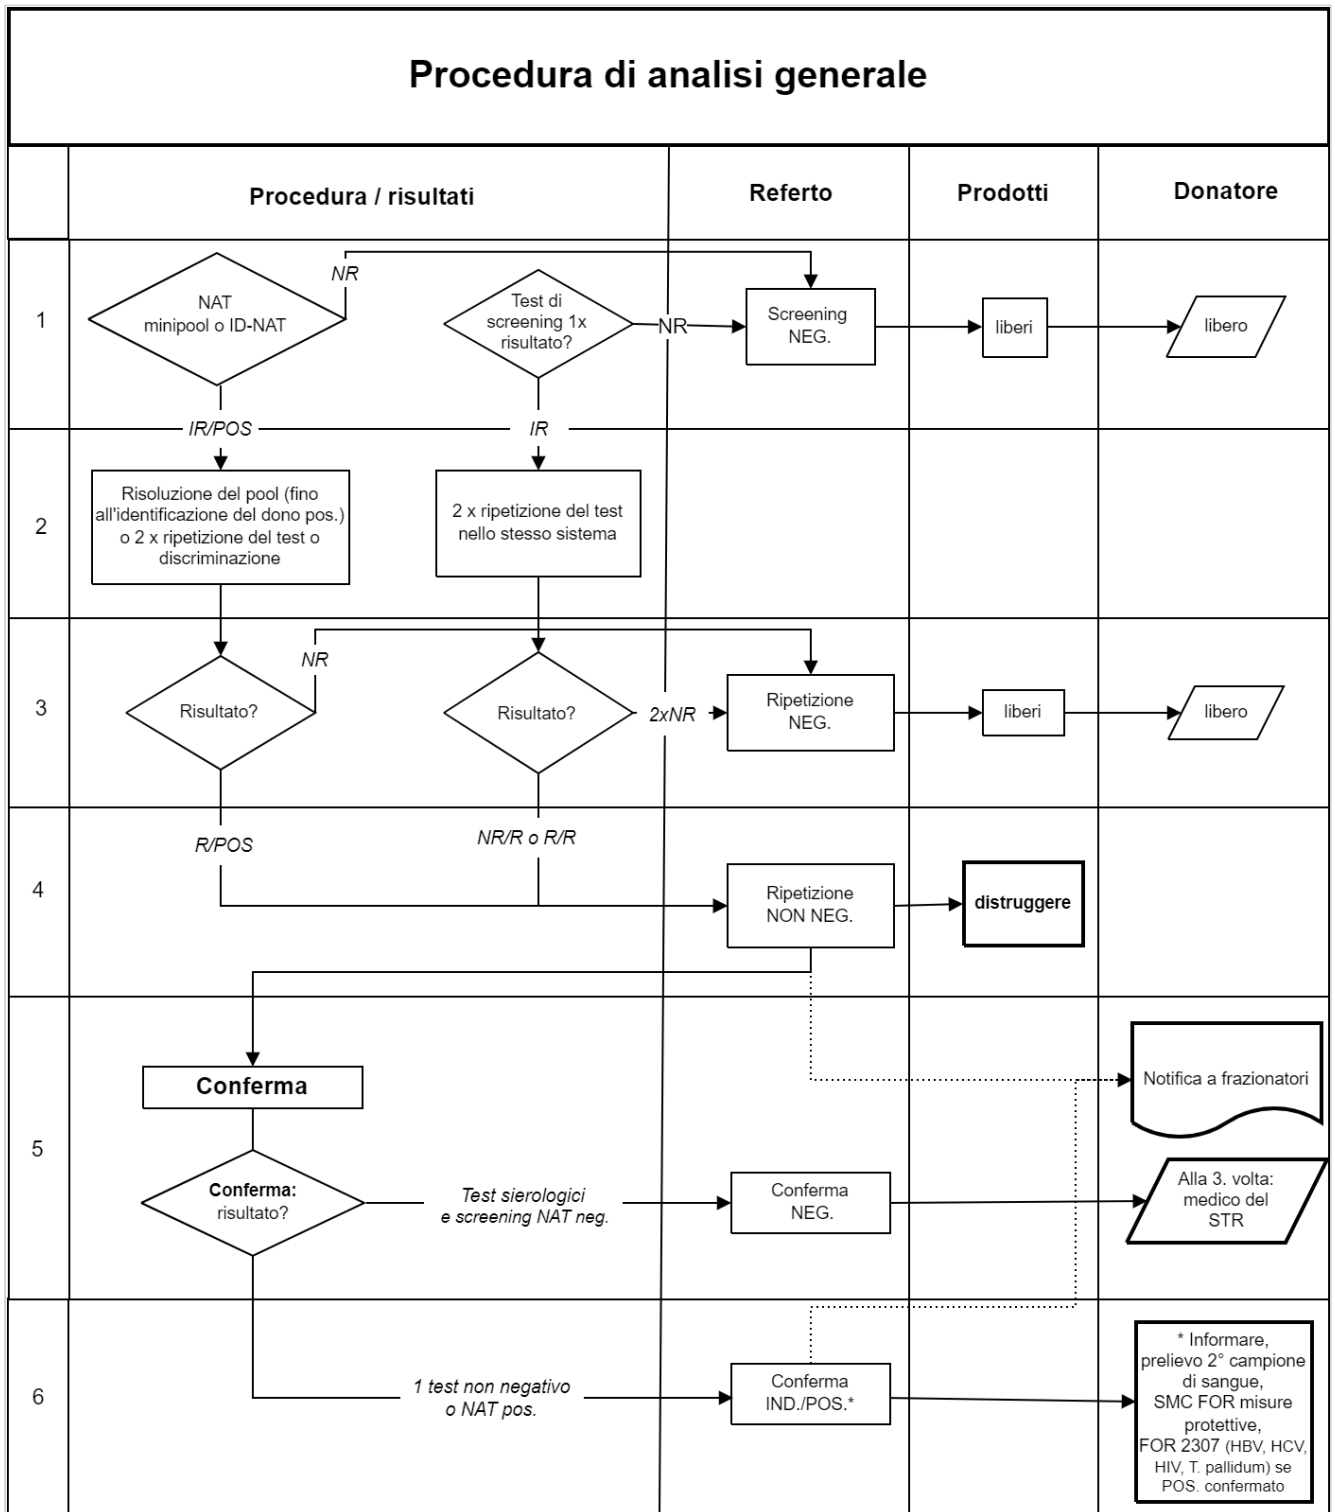 Procedura di analisi generale
Procedura / risultati
Referto
Prodotti
Donatore
1
NAT
minipool o ID-NAT
NR
Test di
screening 1x
risultato?
NR
Screening
NEG.
liberi
libero
IR/POS
IR
2
Risoluzione del pool (fino
all'identificazione del dono pos.)
o 2 x ripetizione del test o
discriminazione
2 x ripetizione del test
nello stesso sistema
3
Risultato?
NR
Risultato?
2xNR
Ripetizione
NEG.
liberi
libero
R/POS
NR/R o R/R
4
Ripetizione
NON NEG.
distruggere
5
Conferma
Notifica a frazionatori
Conferma:
risultato?
Test sierologici
e screening NAT neg.
Conferma
NEG.
Alla 3. volta:
medico del
STR
6
1 test non negativo
o NAT pos.
Conferma
IND./POS.*
* Informare,
prelievo 2° campione
di sangue,
SMC FOR misure
protettive,
FOR 2307 (HBV, HCV,
HIV, T. pallidum) se
POS. confermato